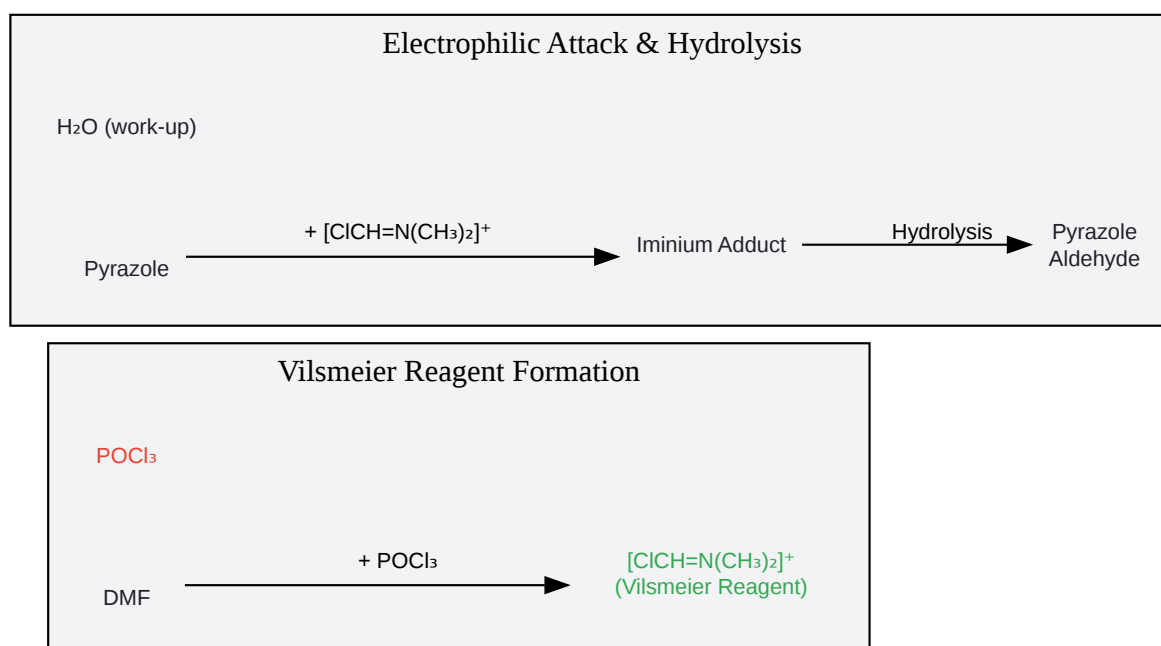 Electrophilic Attack & Hydrolysis
H₂O (work-up)
+ [ClCH=N(CH₃)₂]⁺
Pyrazole
Iminium Adduct
Hydrolysis
Pyrazole
Aldehyde
Vilsmeier Reagent Formation
POCl₃
+ POCl₃
DMF
[ClCH=N(CH₃)₂]⁺
(Vilsmeier Reagent)